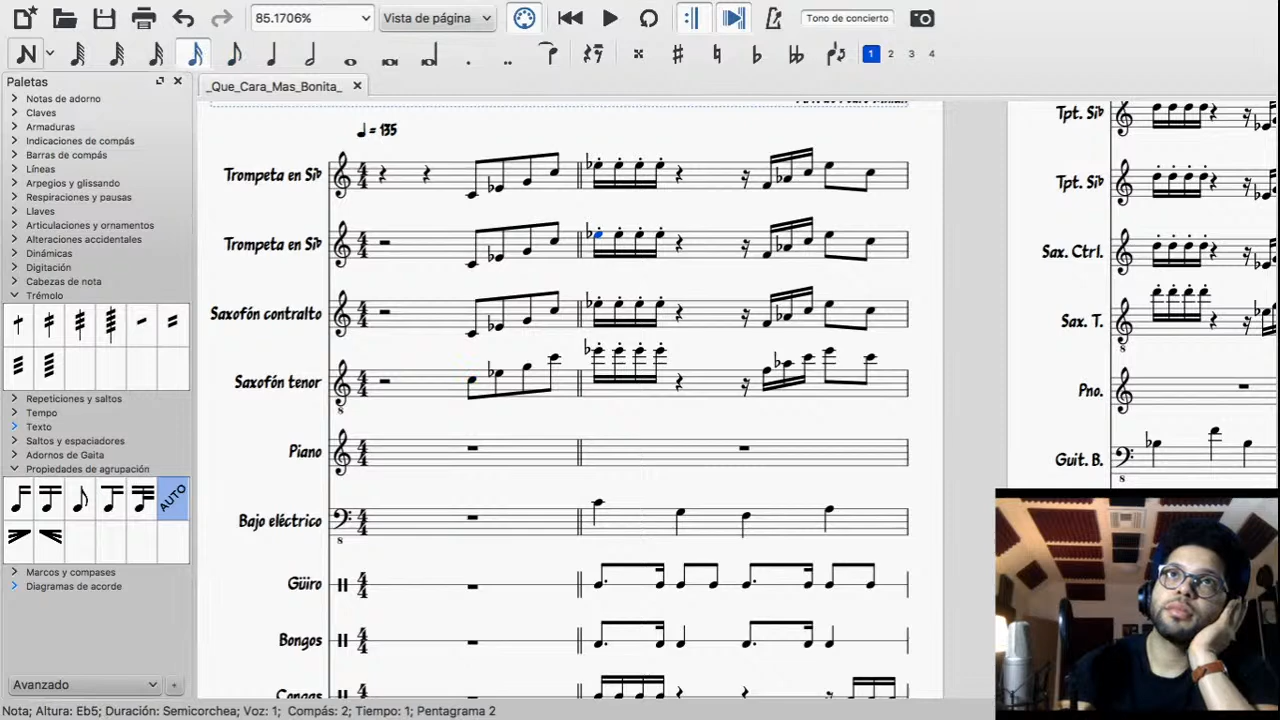 85.1706%
Vista de página
Tono de concierto
1 2 3 4
Paletas
_Que_Cara_Mas_Bonita_
Notas de adorno
Claves
Armaduras
Indicaciones de compás
Barras de compás
Líneas
Arpegios y glissando
Respiraciones y pausas
Llaves
Articulaciones y ornamentos
Alteraciones accidentales
Dinámicas
Digitación
Cabezas de nota
Trémolo
Repeticiones y saltos
Tempo
Texto
Saltos y espaciadores
Adornos de Gaita
Propiedades de agrupación
AUTO
Marcos y compases
Diagramas de acorde
Avanzado
+
= 135
Trompeta en Si♭
Trompeta en Si♭
Saxofón contralto
Saxofón tenor
8
Piano
Bajo eléctrico
8
Güiro
Bongos
Congas
Tpt. Si♭
Tpt. Si♭
Sax. Ctrl.
Sax. T.
8
Pno.
Guit. B.
8
Nota; Altura: Eb5; Duración: Semicorchea; Voz: 1; Compás: 2; Tiempo: 1; Pentagrama 2